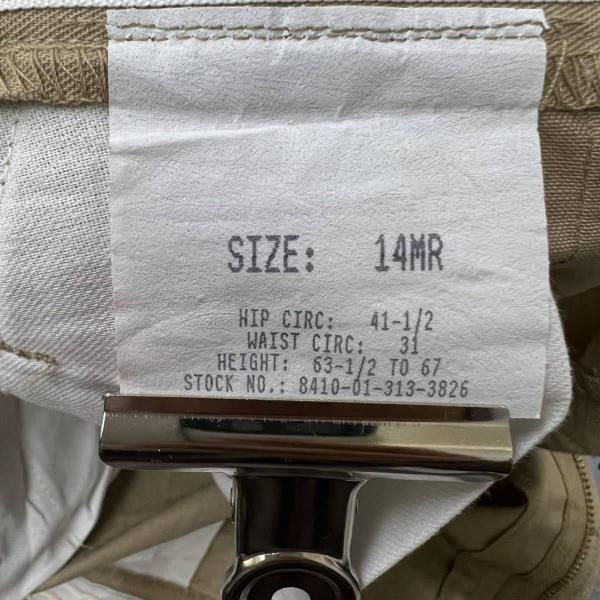 SIZE: 14MR
HIP CIRC: 41-1/2
WAIST CIRC: 31
HEIGHT: 63-1/2 TO 67
STOCK NO.: 8410-01-313-3826